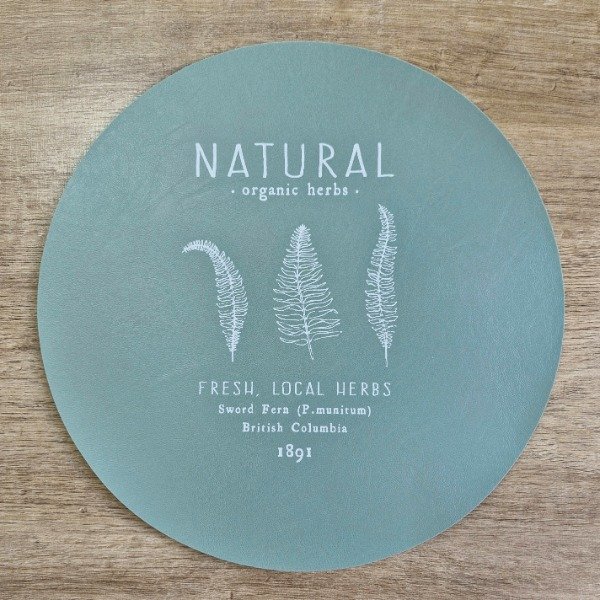 NATURAL
· organic herbs ·
FRESH, LOCAL HERBS
Sword Fern (P.munitum)
British Columbia
1891